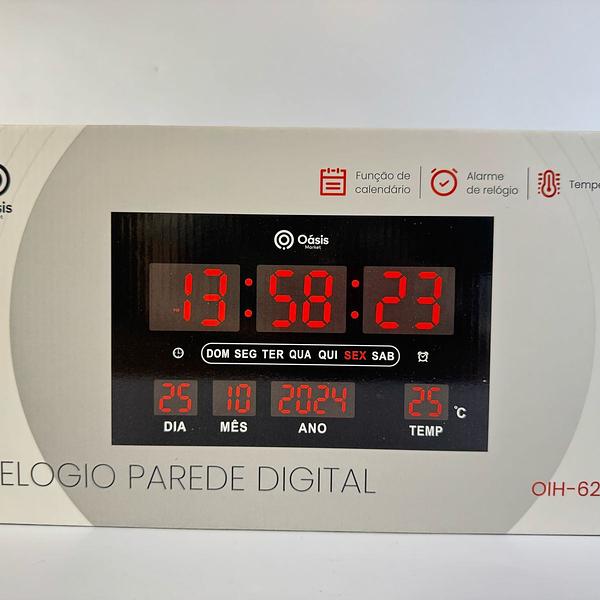 Função de
calendário
Alarme
de relógio
Tempe
sis
Oásis
Market
13:58:23
DOM SEG TER QUA QUI SEX SAB
25 10 2024 25 °C
DIA MÊS ANO TEMP
ELOGIO PAREDE DIGITAL
OIH-62